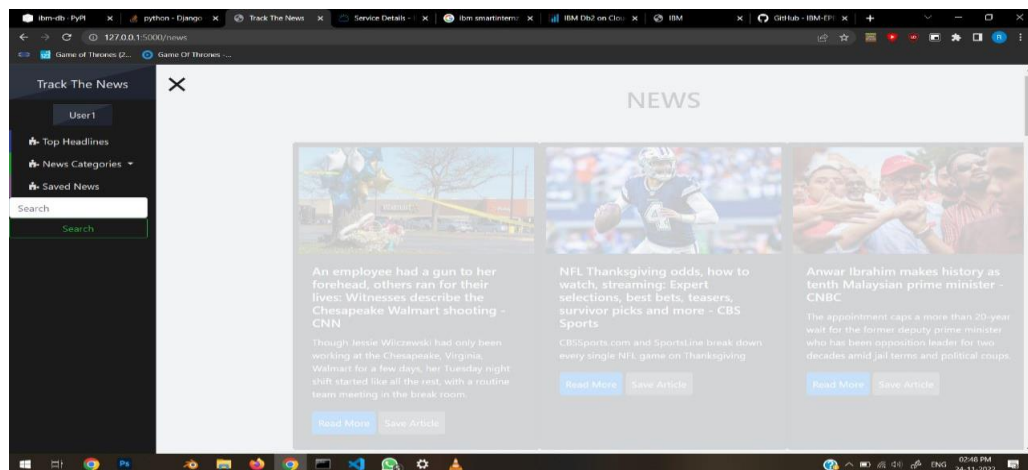 ibm-db · PyPI
python - Django
Track The News
Service Details -
ibm smartinterns
IBM Db2 on Clou
IBM
GitHub - IBM-EPI
127.0.0.1:5000/news
Game of Thrones (2...
Game Of Thrones -...
Track The News
User1
Top Headlines
News Categories
Saved News
Search
Search
NEWS
Walmart
4
An employee had a gun to her
forehead, others ran for their
lives: Witnesses describe the
Chesapeake Walmart shooting -
CNN
Though Jessie Wilczewski had only been
working at the Chesapeake, Virginia,
Walmart for a few days, her Tuesday night
shift started like all the rest, with a routine
team meeting in the break room.
Read More
Save Article
NFL Thanksgiving odds, how to
watch, streaming: Expert
selections, best bets, teasers,
survivor picks and more - CBS
Sports
CBSSports.com and SportsLine break down
every single NFL game on Thanksgiving
Read More
Save Article
Anwar Ibrahim makes history as
tenth Malaysian prime minister -
CNBC
The appointment caps a more than 20-year
wait for the former deputy prime minister
who has been opposition leader for two
decades amid jail terms and political coups.
Read More
Save Article
Ps
ENG
02:48 PM
24-11-2022